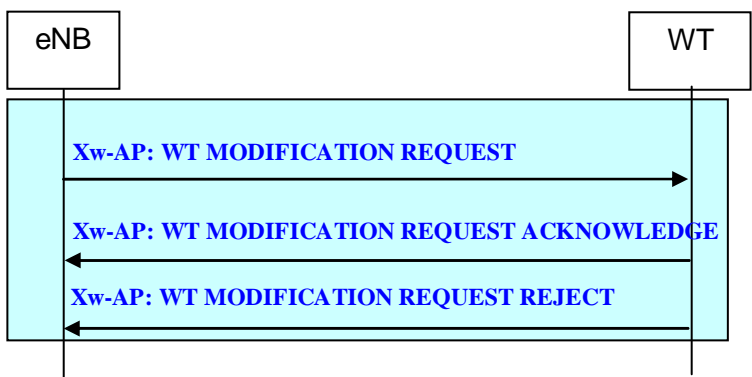 eNB
WT
Xw-AP: WT MODIFICATION REQUEST
Xw-AP: WT MODIFICATION REQUEST ACKNOWLEDGE
Xw-AP: WT MODIFICATION REQUEST REJECT